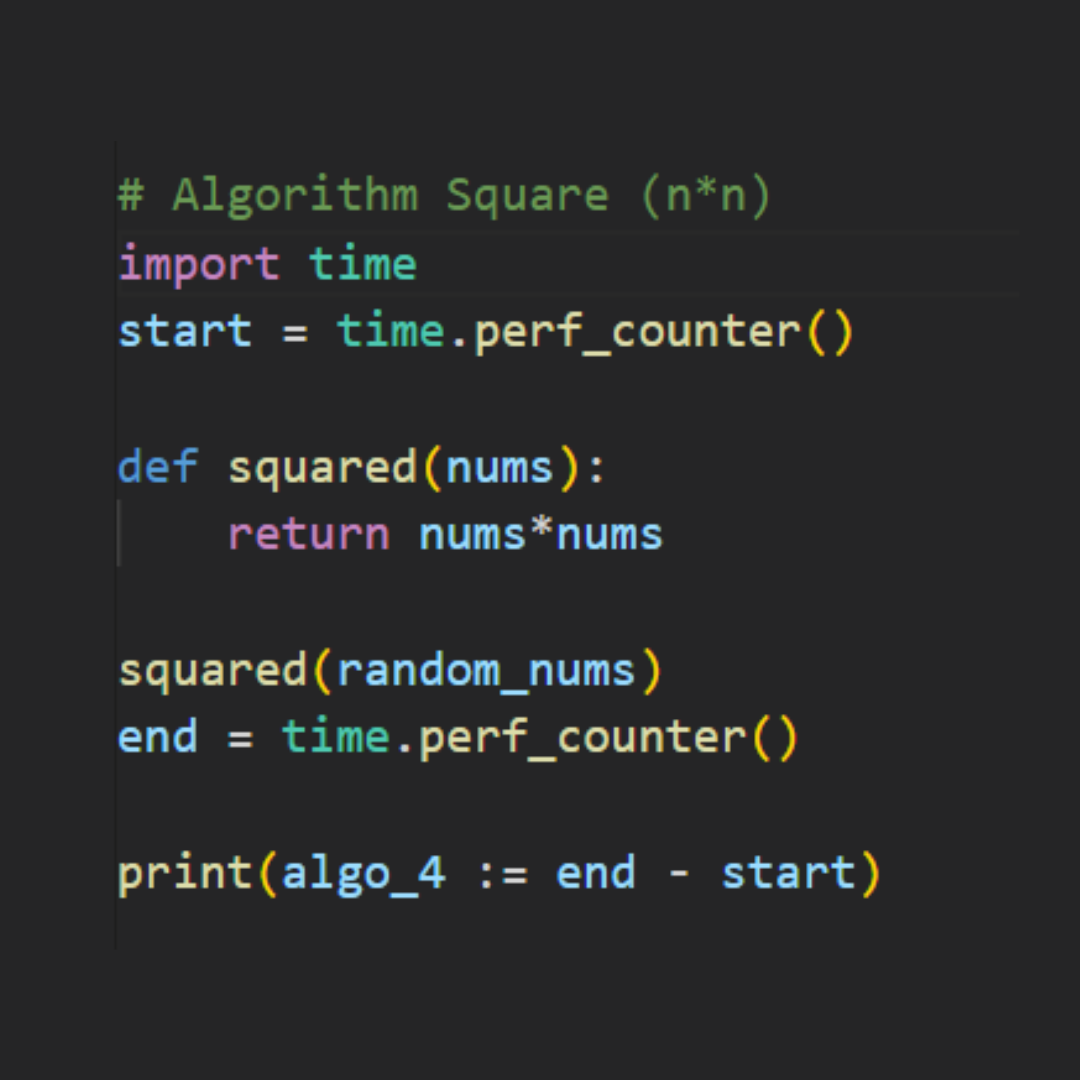 # Algorithm Square (n*n)
import time
start = time.perf_counter()
def squared(nums):
    return nums*nums
squared(random_nums)
end = time.perf_counter()
print(algo_4 := end - start)